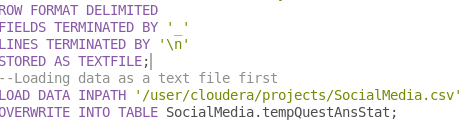 ROW FORMAT DELIMITED
FIELDS TERMINATED BY '_'
LINES TERMINATED BY '\n'
STORED AS TEXTFILE;
--Loading data as a text file first
LOAD DATA INPATH '/user/cloudera/projects/SocialMedia.csv'
OVERWRITE INTO TABLE SocialMedia.tempQuestAnsStat;